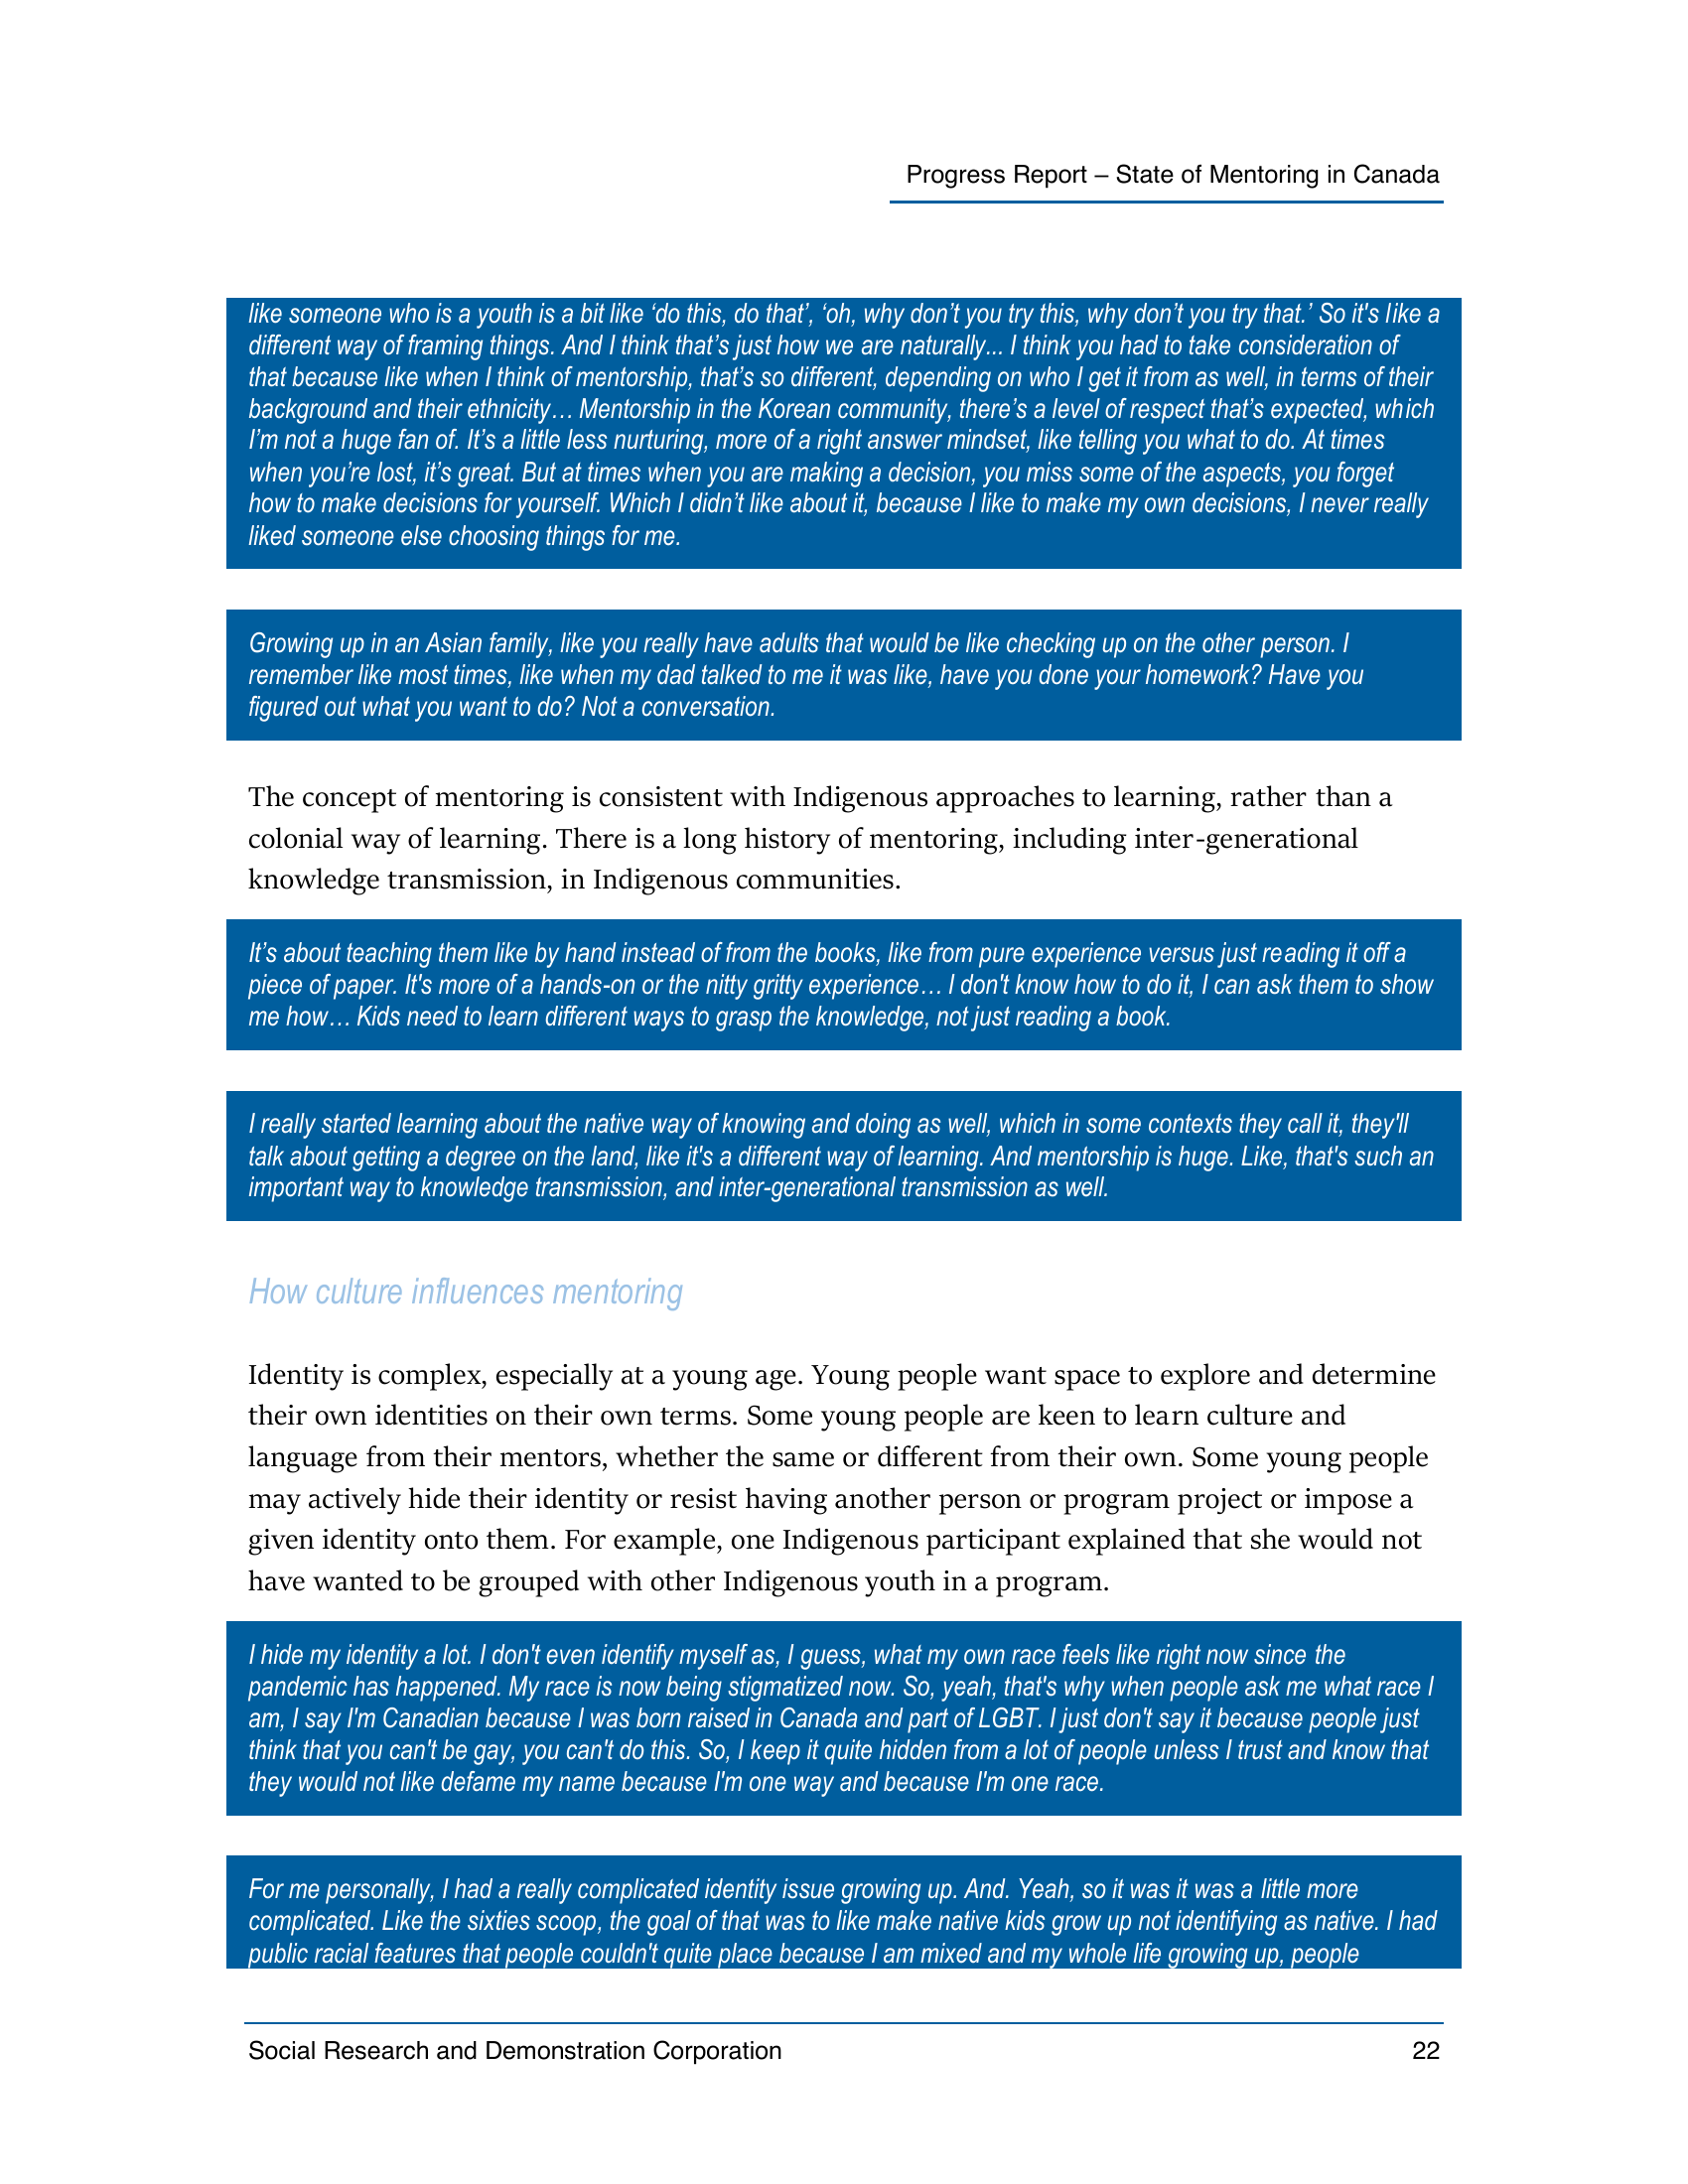 Progress Report – State of Mentoring in Canada
like someone who is a youth is a bit like ‘do this, do that’, ‘oh, why don’t you try this, why don’t you try that.’ So it's like a
different way of framing things. And I think that’s just how we are naturally... I think you had to take consideration of
that because like when I think of mentorship, that’s so different, depending on who I get it from as well, in terms of their
background and their ethnicity… Mentorship in the Korean community, there’s a level of respect that’s expected, which
I’m not a huge fan of. It’s a little less nurturing, more of a right answer mindset, like telling you what to do. At times
when you’re lost, it’s great. But at times when you are making a decision, you miss some of the aspects, you forget
how to make decisions for yourself. Which I didn’t like about it, because I like to make my own decisions, I never really
liked someone else choosing things for me.
Growing up in an Asian family, like you really have adults that would be like checking up on the other person. I
remember like most times, like when my dad talked to me it was like, have you done your homework? Have you
figured out what you want to do? Not a conversation.
The concept of mentoring is consistent with Indigenous approaches to learning, rather than a
colonial way of learning. There is a long history of mentoring, including inter-generational
knowledge transmission, in Indigenous communities.
It’s about teaching them like by hand instead of from the books, like from pure experience versus just reading it off a
piece of paper. It's more of a hands-on or the nitty gritty experience… I don't know how to do it, I can ask them to show
me how… Kids need to learn different ways to grasp the knowledge, not just reading a book.
I really started learning about the native way of knowing and doing as well, which in some contexts they call it, they'll
talk about getting a degree on the land, like it's a different way of learning. And mentorship is huge. Like, that's such an
important way to knowledge transmission, and inter-generational transmission as well.
How culture influences mentoring
Identity is complex, especially at a young age. Young people want space to explore and determine
their own identities on their own terms. Some young people are keen to learn culture and
language from their mentors, whether the same or different from their own. Some young people
may actively hide their identity or resist having another person or program project or impose a
given identity onto them. For example, one Indigenous participant explained that she would not
have wanted to be grouped with other Indigenous youth in a program.
I hide my identity a lot. I don't even identify myself as, I guess, what my own race feels like right now since the
pandemic has happened. My race is now being stigmatized now. So, yeah, that's why when people ask me what race I
am, I say I'm Canadian because I was born raised in Canada and part of LGBT. I just don't say it because people just
think that you can't be gay, you can't do this. So, I keep it quite hidden from a lot of people unless I trust and know that
they would not like defame my name because I'm one way and because I'm one race.
For me personally, I had a really complicated identity issue growing up. And. Yeah, so it was it was a little more
complicated. Like the sixties scoop, the goal of that was to like make native kids grow up not identifying as native. I had
public racial features that people couldn't quite place because I am mixed and my whole life growing up, people
Social Research and Demonstration Corporation
22